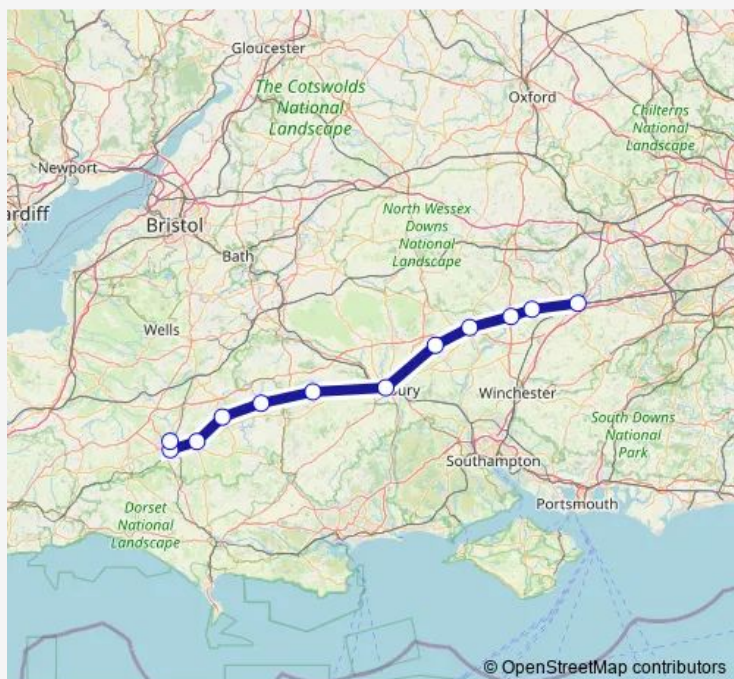 Gloucester
The Cotswolds
National
Landscape
Oxford
Chilterns
National
Landscape
Newport
ardiff
Bristol
North Wessex
Downs
National
Landscape
Bath
Wells
bury
Winchester
South Downs
National
Park
Southampton
Portsmouth
Dorset
National
Landscape
© OpenStreetMap contributors